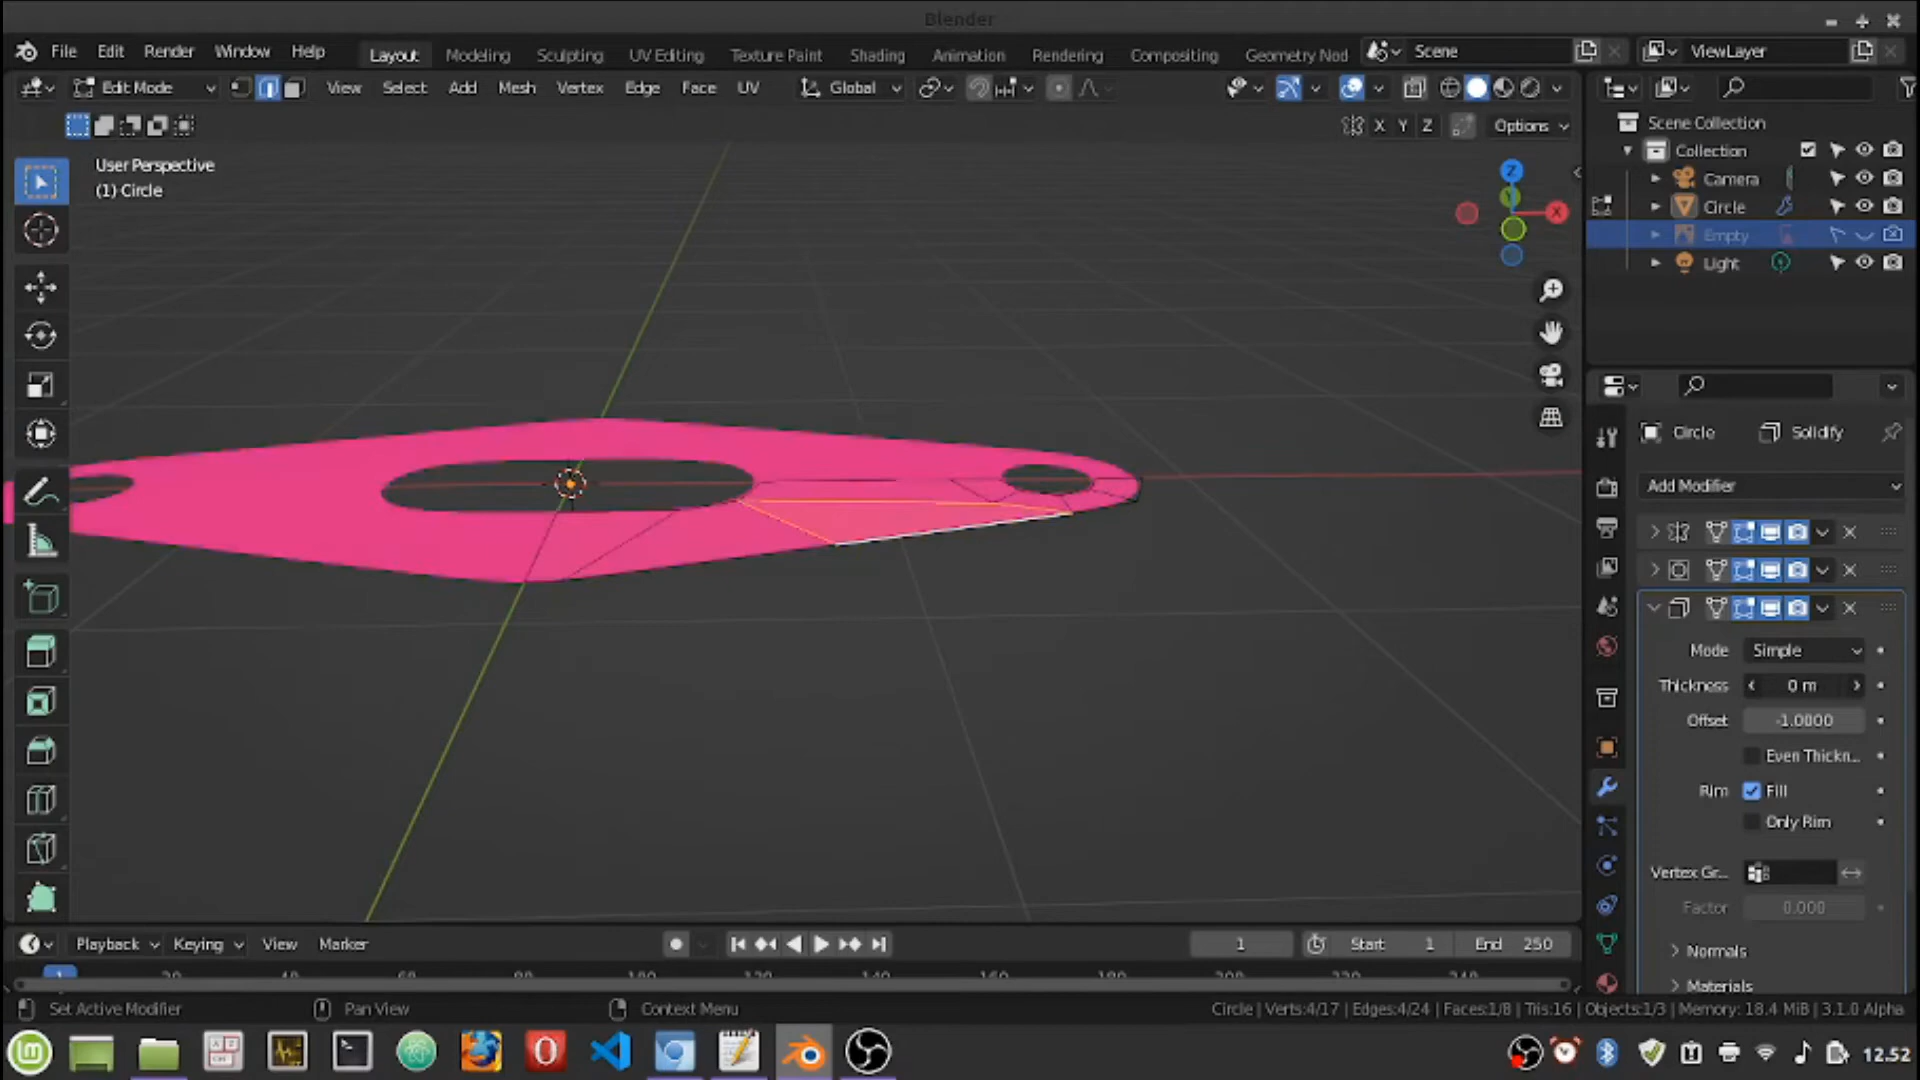 Blender
File Edit Render Window Help Layout Modeling Sculpting UV Editing Texture Paint Shading Animation Rendering Compositing Geometry Nod Scene ViewLayer
Edit Mode View Select Add Mesh Vertex Edge Face UV Global
X Y Z Options
User Perspective
(1) Circle
Z
X
Scene Collection
Collection
Camera
Circle
Empty
Light
Circle Solidify
Add Modifier
Mode Simple
Thickness 0 m
Offset -1.0000
Even Thickn...
Rim Fill
Only Rim
Vertex Gr...
Factor 0.000
Normals
Materials
Playback Keying View Marker 1 Start 1 End 250
1
Set Active Modifier Pan View Context Menu Circle | Verts:4/17 | Edges:4/24 | Faces:1/8 | Tris:16 | Objects:1/3 | Memory: 18.4 MiB | 3.1.0 Alpha
12.52